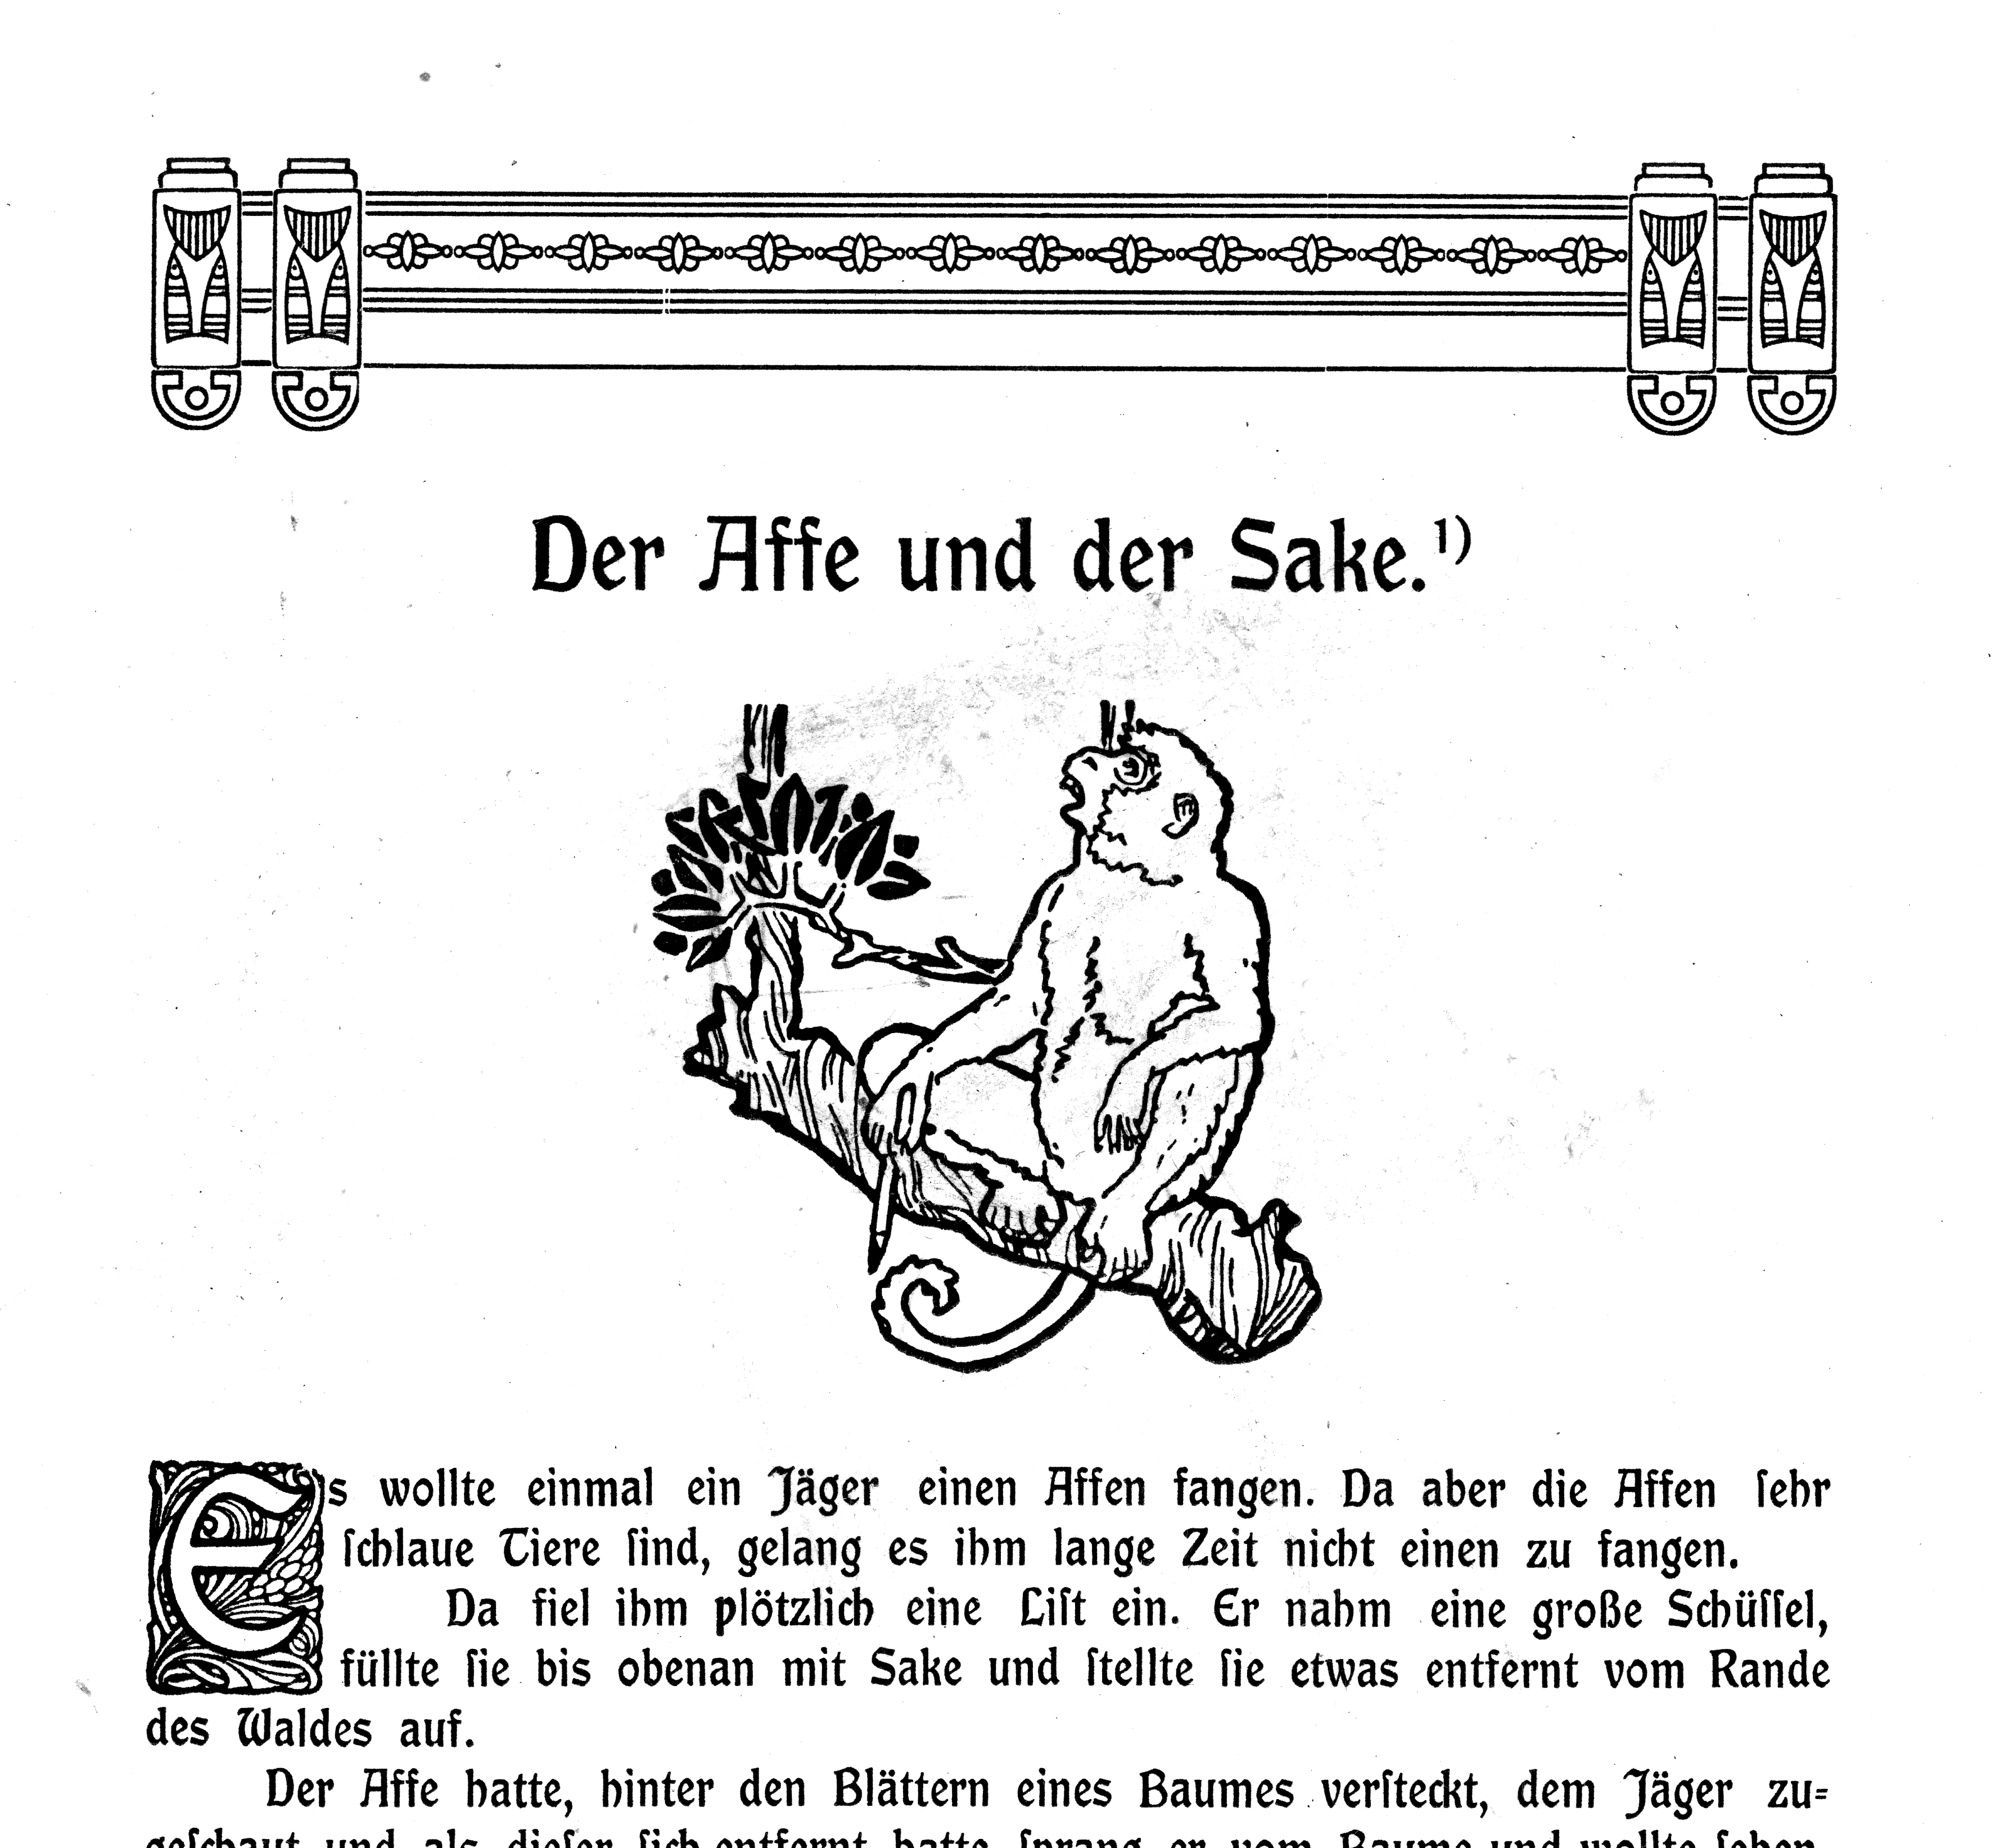 Der Affe und der Sake.¹)
Es wollte einmal ein Jäger einen Affen fangen. Da aber die Affen ſehr
ſchlaue Tiere ſind, gelang es ihm lange Zeit nicht einen zu fangen.
Da fiel ihm plötzlich eine Liſt ein. Er nahm eine große Schüſſel,
füllte ſie bis obenan mit Sake und ſtellte ſie etwas entfernt vom Rande
des Waldes auf.
Der Affe hatte, hinter den Blättern eines Baumes verſteckt, dem Jäger zu=
geſchaut und als dieſer ſich entfernt hatte, ſprang er vom Baume und wollte ſehen,